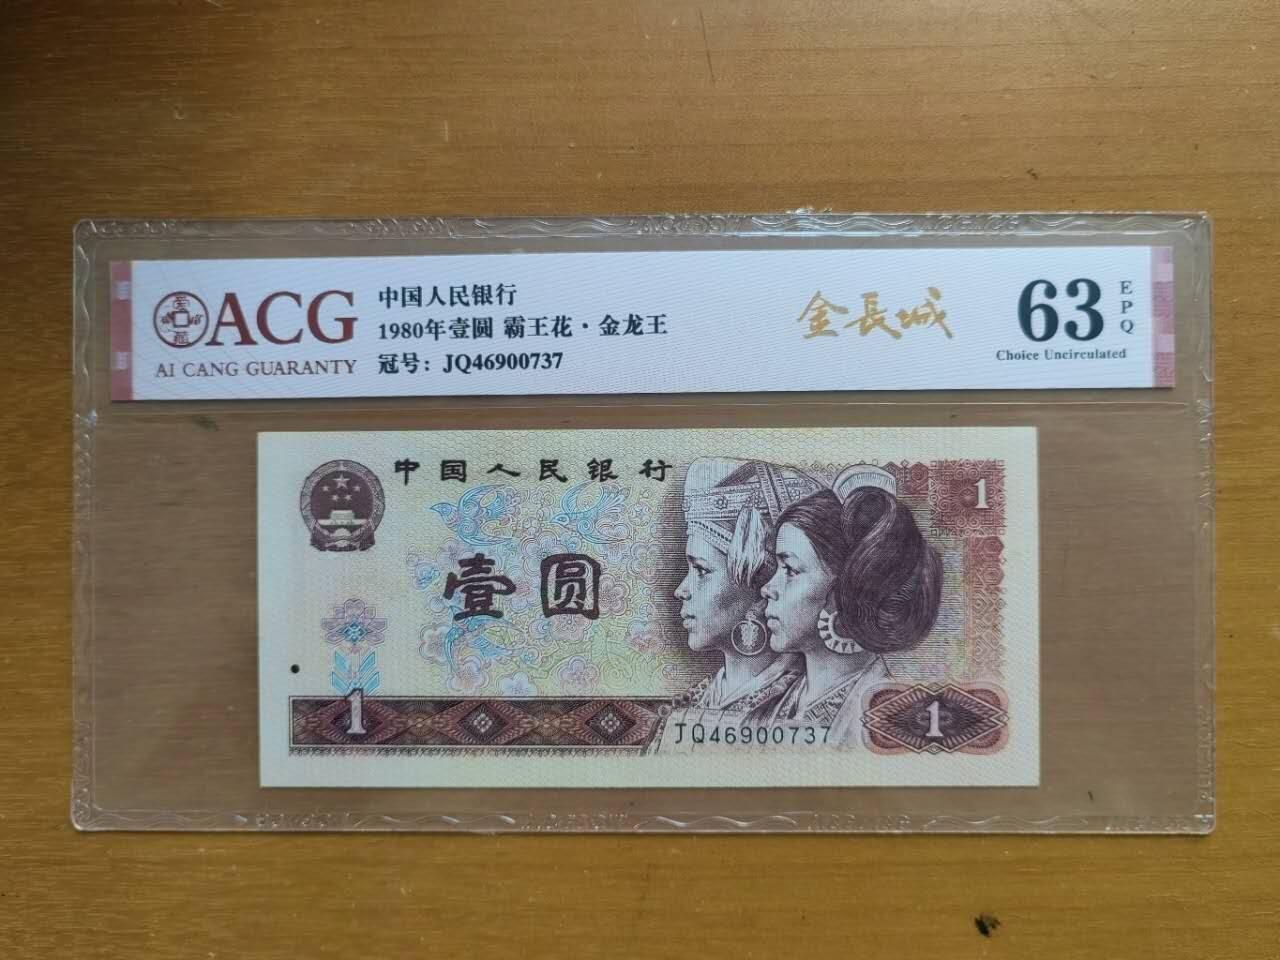 ACG
AI CANG GUARANTY
中国人民银行
1980年壹圆 霸王花·金龙王
冠号：JQ46900737
金長城
63
EPQ
Choice Uncirculated
中国人民银行
1
壹圆
1
JQ46900737
1